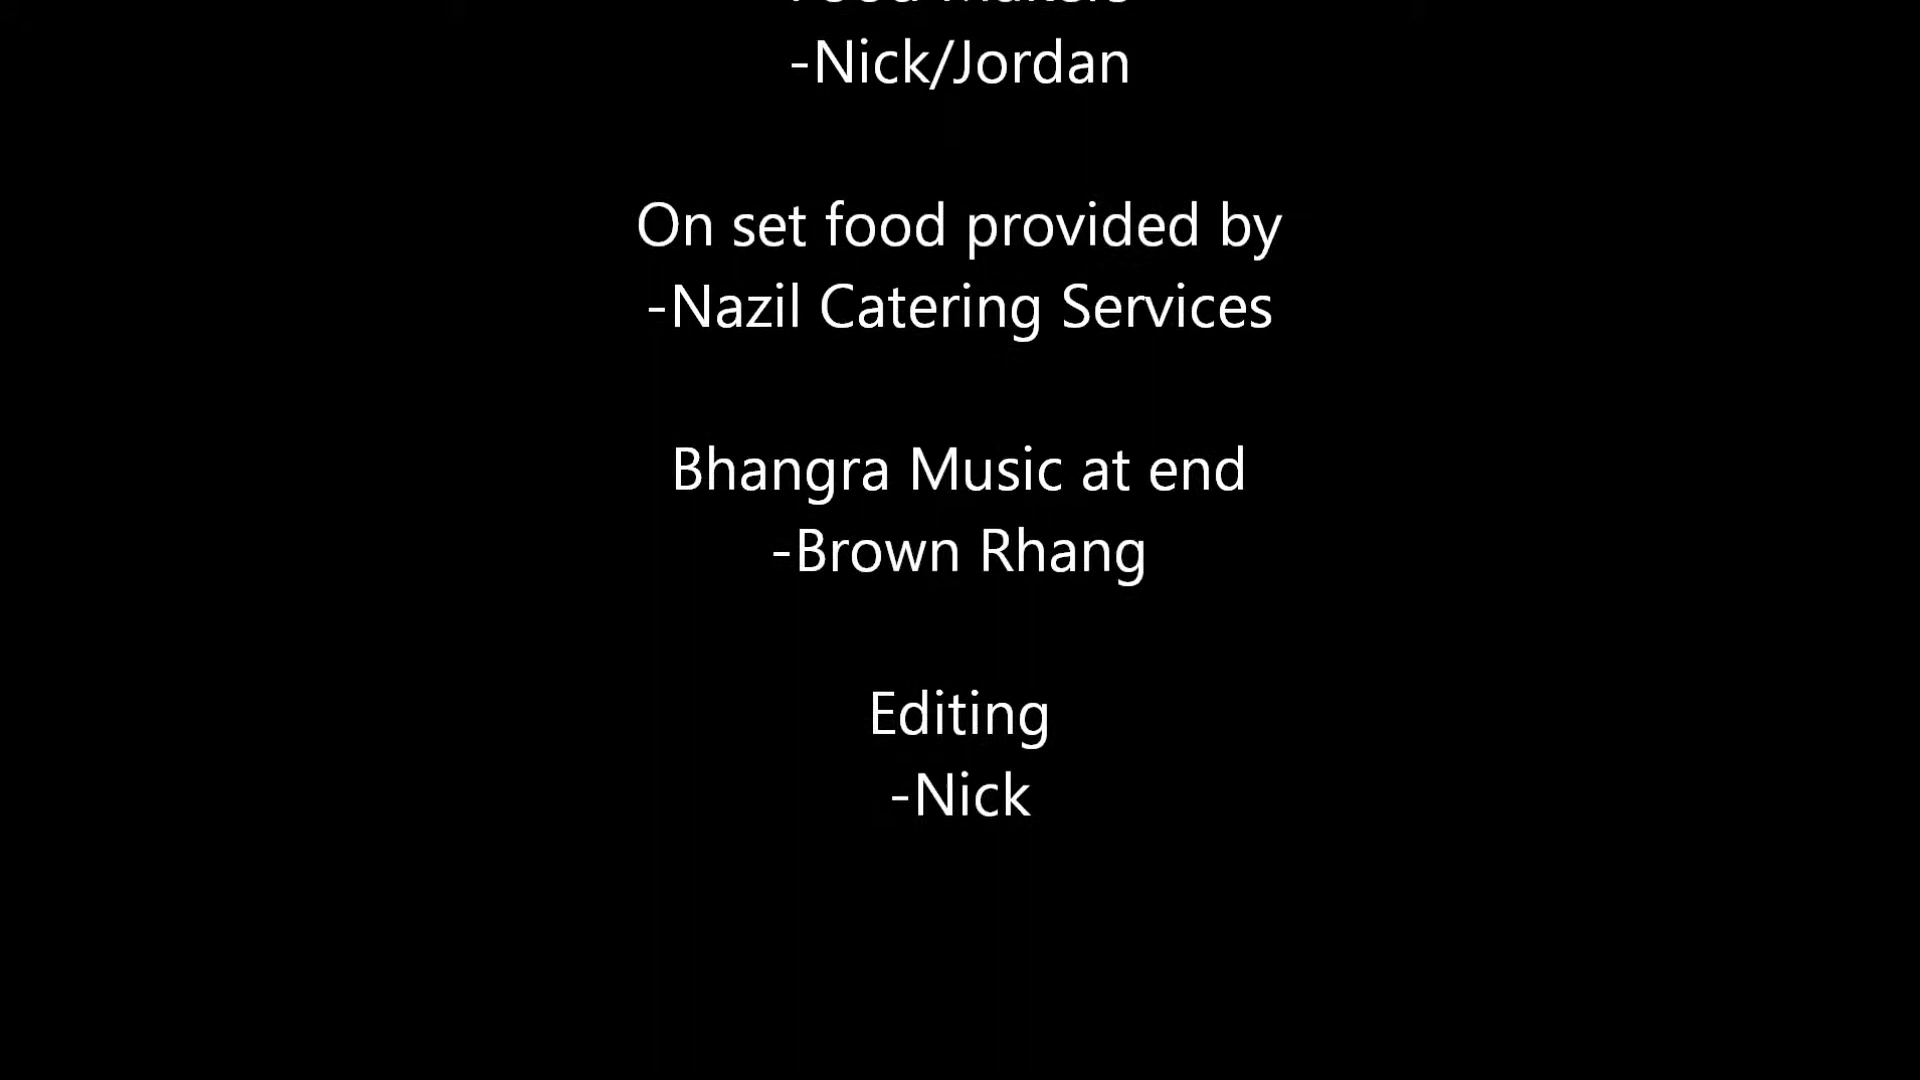 -Nick/Jordan
On set food provided by
-Nazil Catering Services
Bhangra Music at end
-Brown Rhang
Editing
-Nick